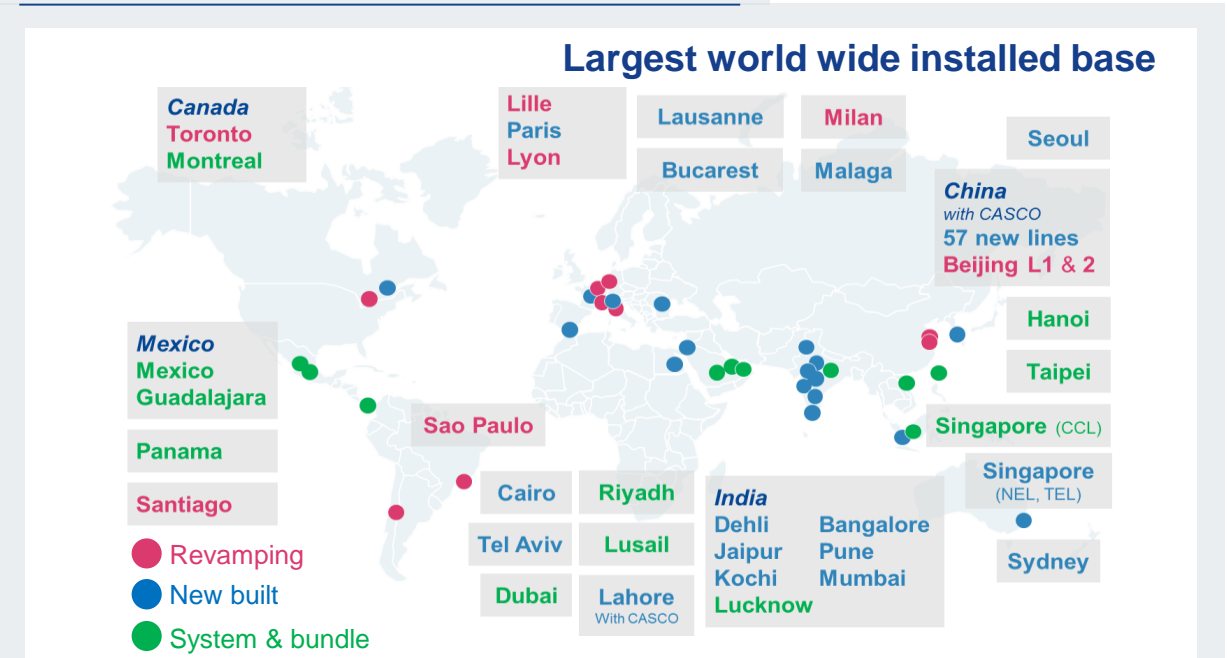 Largest world wide installed base
Canada
Toronto
Montreal
Lille
Paris
Lyon
Lausanne
Bucarest
Milan
Malaga
Seoul
China
with CASCO
57 new lines
Beijing L1 & 2
Hanoi
Taipei
Singapore (CCL)
Singapore
(NEL, TEL)
Sydney
Mexico
Mexico
Guadalajara
Panama
Santiago
Sao Paulo
Cairo
Tel Aviv
Dubai
Riyadh
Lusail
Lahore
With CASCO
India
Dehli Bangalore
Jaipur Pune
Kochi Mumbai
Lucknow
Revamping
New built
System & bundle